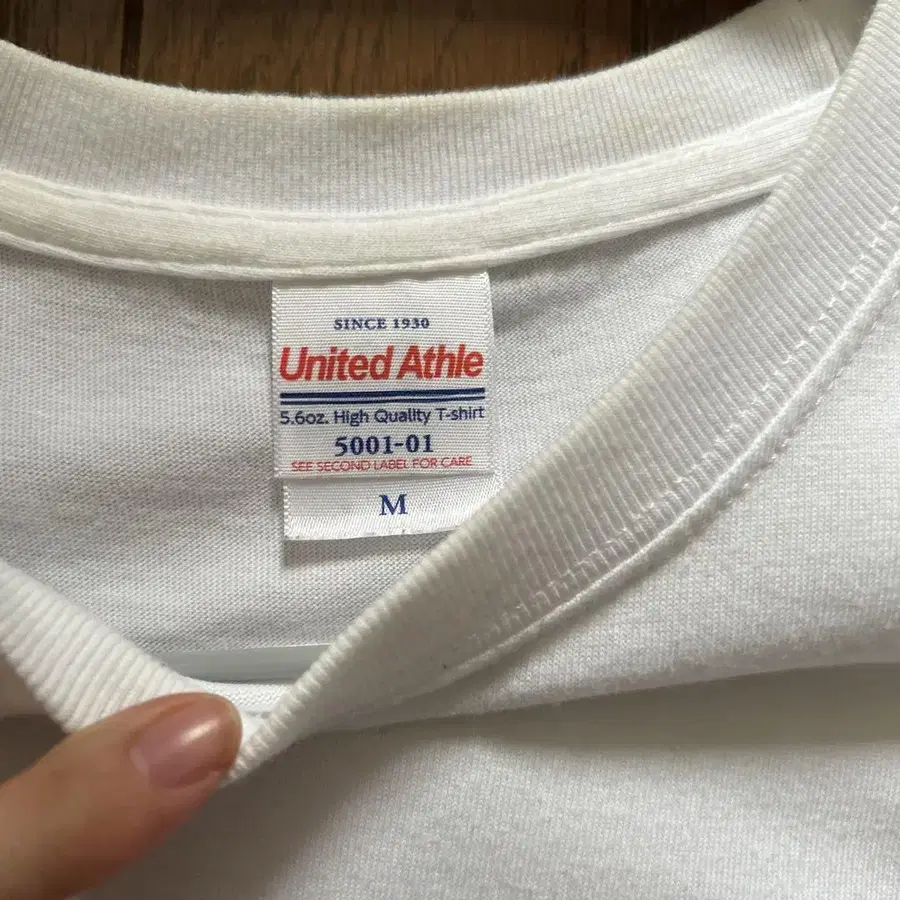 SINCE 1930
United Athle
5.6oz. High Quality T-shirt
5001-01
SEE SECOND LABEL FOR CARE
M